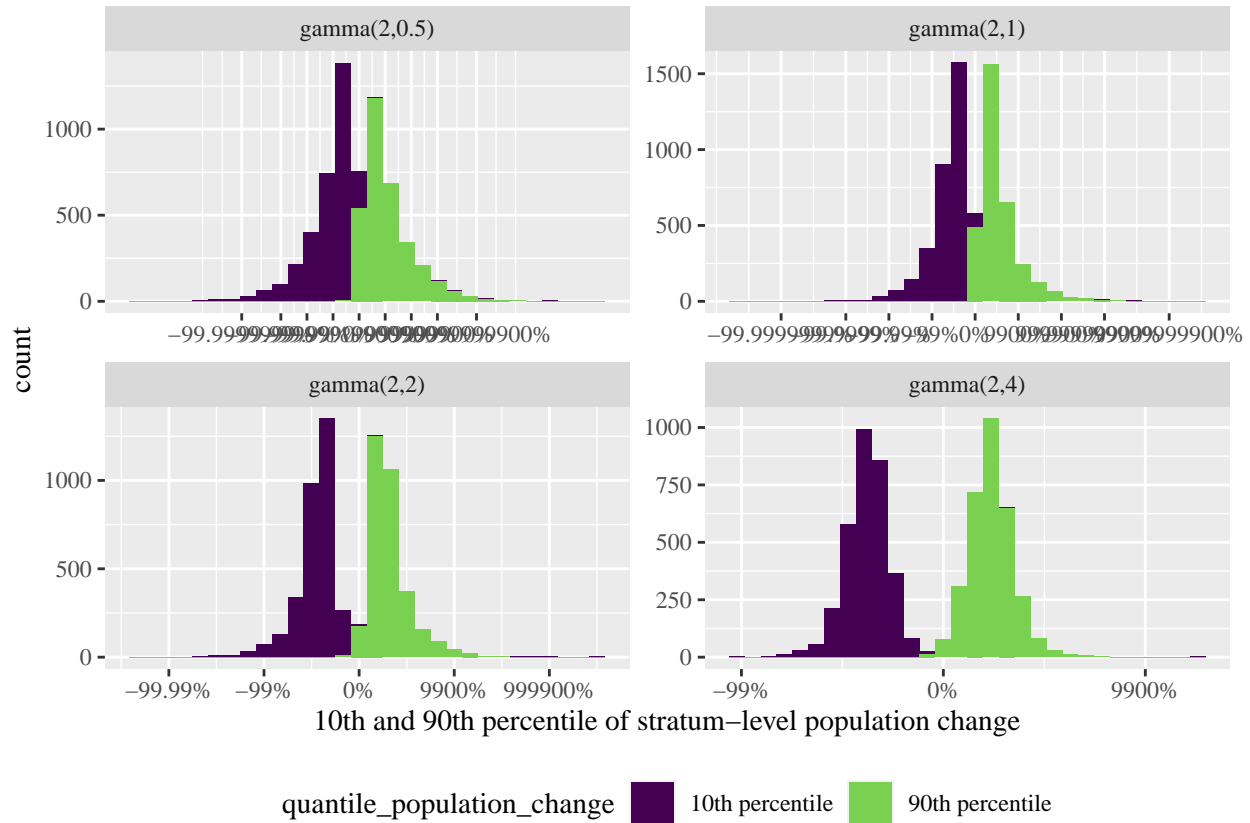 gamma(2,0.5)
gamma(2,1)
1000
500
0
1500
1000
500
0
0%
count
gamma(2,2)
gamma(2,4)
1000
500
0
1000
750
500
250
0
−99.99% −99% 0% 9900% 999900%
−99% 0% 9900%
10th and 90th percentile of stratum−level population change
quantile_population_change 10th percentile 90th percentile